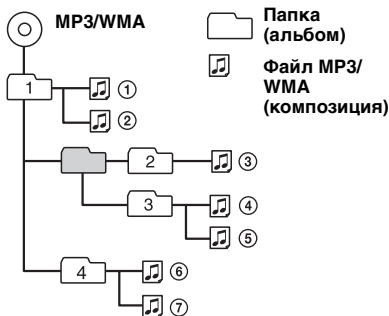 MP3/WMA
Папка
(альбом)
Файл MP3/
WMA
(композиция)
1
①
②
2
③
3
④
⑤
4
⑥
⑦